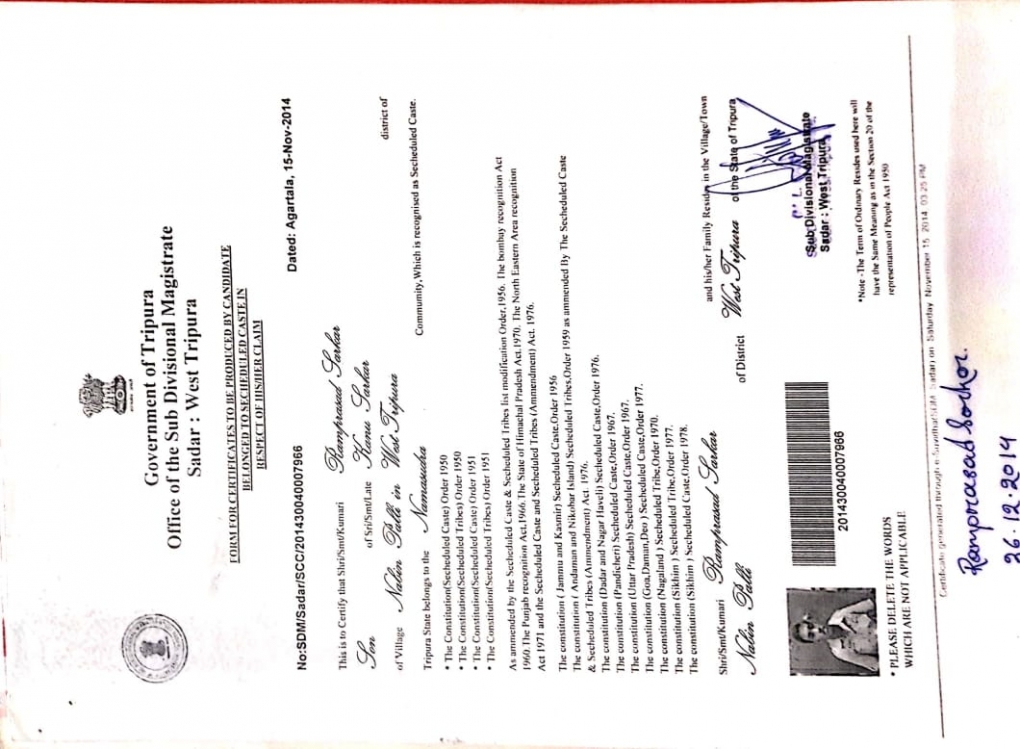 Government of Tripura
Office of the Sub Divisional Magistrate
Sadar : West Tripura
FORM FOR CERTIFICATES TO BE PRODUCED BY CANDIDATE
BELONGED TO SCHEDULED CASTE IN
RESPECT OF HIS/HER CLAIM
No:SDM/Sadar/SCC/201430040007966 Dated: Agartala, 15-Nov-2014
This is to Certify that Shri/Smt/Kumari Ramprasad Sarkar
Son of Sri/Smt/Late Kanu Sarkar
of Village Nabin Palli in West Tripura district of
Tripura State belongs to the Namasudra Community,Which is recognised as Secheduled Caste.
* The Constitution(Secheduled Caste) Order 1950
* The Constitution(Secheduled Tribes) Order 1950
* The Constitution(Secheduled Caste) Order 1951
* The Constitution(Secheduled Tribes) Order 1951
As ammended by the Secheduled Caste & Secheduled Tribes list modification Order,1956. The bombay recognition Act
1960.The Punjab recognition Act,1966.The State of Himachal Pradesh Act,1970. The North Eastern Area recognition
Act 1971 and the Secheduled Caste and Secheduled Tribes (Ammendment) Act. 1976.
The constitution ( Jammu and Kasmir) Secheduled Caste,Order 1956
The constitution ( Andaman and Nikobar Island) Secheduled Tribes,Order 1959 as ammended By The Secheduled Caste
& Secheduled Tribes (Ammendment) Act. 1976.
The constitution (Dadar and Nagar Haveli) Secheduled Caste,Order 1976.
The constitution (Pandicheri) Secheduled Caste,Order 1967.
The constitution (Uttar Pradesh) Secheduled Caste,Order 1967.
The constitution (Goa,Daman,Deo ) Secheduled Caste,Order 1977.
The constitution (Nagaland ) Secheduled Tribe,Order 1970.
The constitution (Sikhim ) Secheduled Tribe,Order 1977.
The constitution (Sikhim ) Secheduled Caste,Order 1978.
Shri/Smt/Kumari Ramprasad Sarkar and his/her Family Resides in the Village/Town
Nabin Palli of District West Tripura of the State of Tripura
201430040007966
Sub Divisional Magistrate
Sadar : West Tripura
* PLEASE DELETE THE WORDS
WHICH ARE NOT APPLICABLE
*Note -The Term of Ordinary Resides used here will
have the Same Meaning as in the Section 20 of the
representation of People Act 1950
Certificate generated through e-Suvidha(SDM, Sadar) on Saturday November 15, 2014 03:25 PM
Ramprasad Sarkar.
26.12.2014